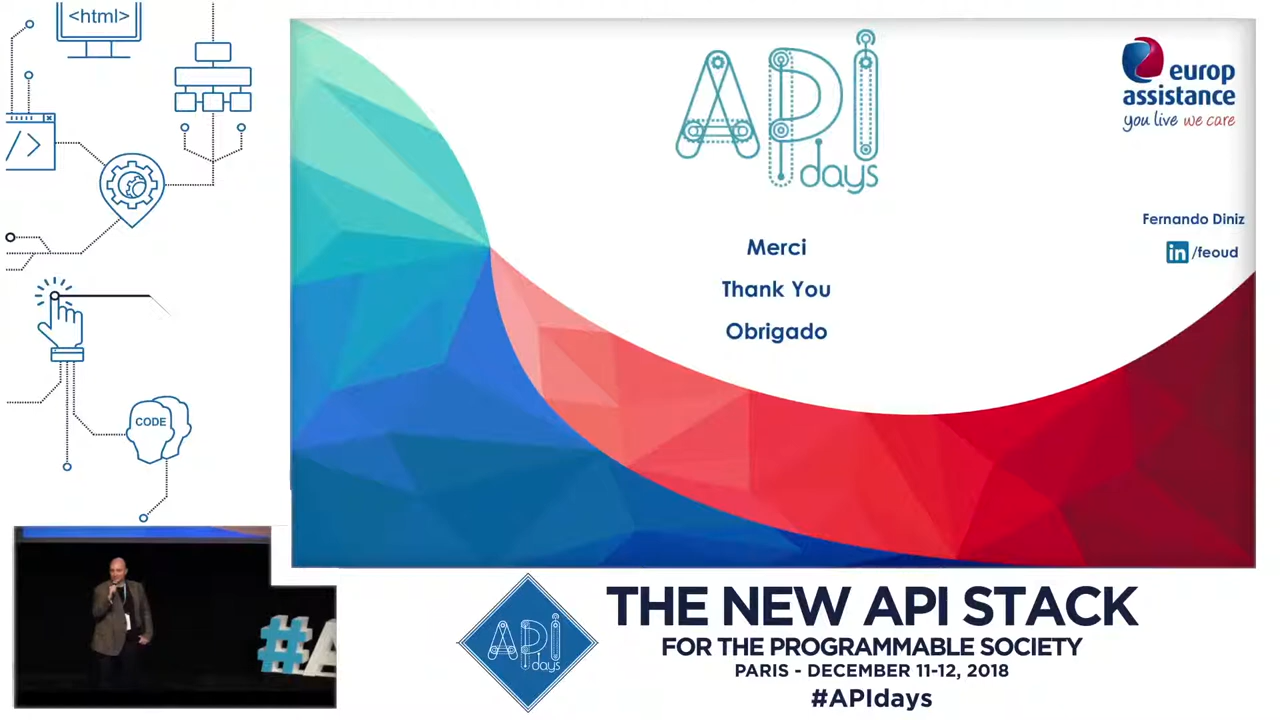 <html>
</>
CODE
API
days
europ
assistance
you live we care
Fernando Diniz
in /feoud
Merci
Thank You
Obrigado
#A
API
days
THE NEW API STACK
FOR THE PROGRAMMABLE SOCIETY
PARIS - DECEMBER 11-12, 2018
#APIdays